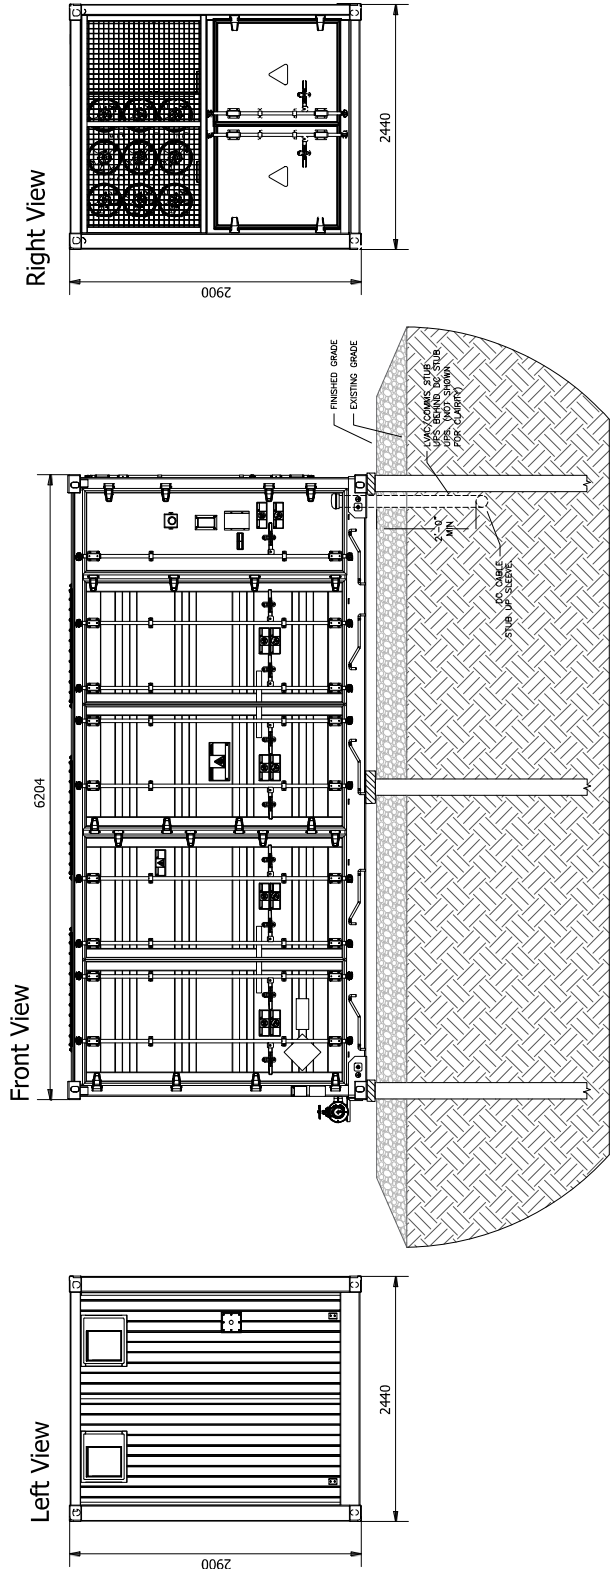 Left View
2900
2440
Front View
6204
FINISHED GRADE
EXISTING GRADE
LVAC/COMMS STUB
UPS BEHIND DC STUB
UPS. (NOT SHOWN
FOR CLAIRITY)
2'-0"
MIN
DC CABLE
STUB UP SLEEVE
Right View
2900
2440